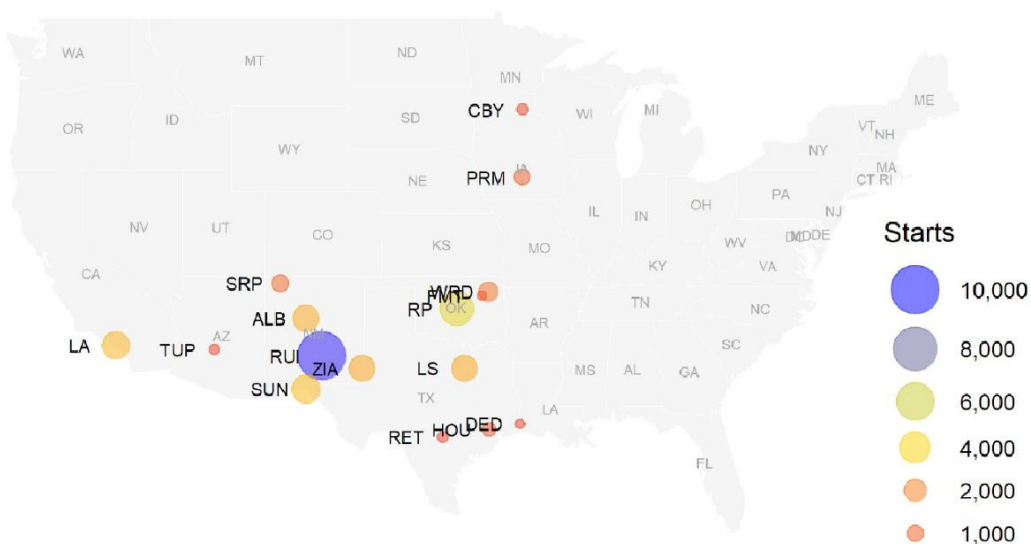 WA
MT
ND
MN
ME
OR
ID
SD
CBY
WI
MI
VT
NH
WY
NY
MA
NE
PRM
IA
CT RI
PA
NV
UT
CO
IL
IN
OH
NJ
KS
MO
WV
DC
MD
DE
CA
KY
VA
SRP
WRD
FMT
RP
OK
TN
NC
ALB
AZ
NM
AR
SC
LA
TUP
RUI
ZIA
LS
MS
AL
GA
SUN
TX
LA
RET
HOU
DED
FL
Starts
10,000
8,000
6,000
4,000
2,000
1,000